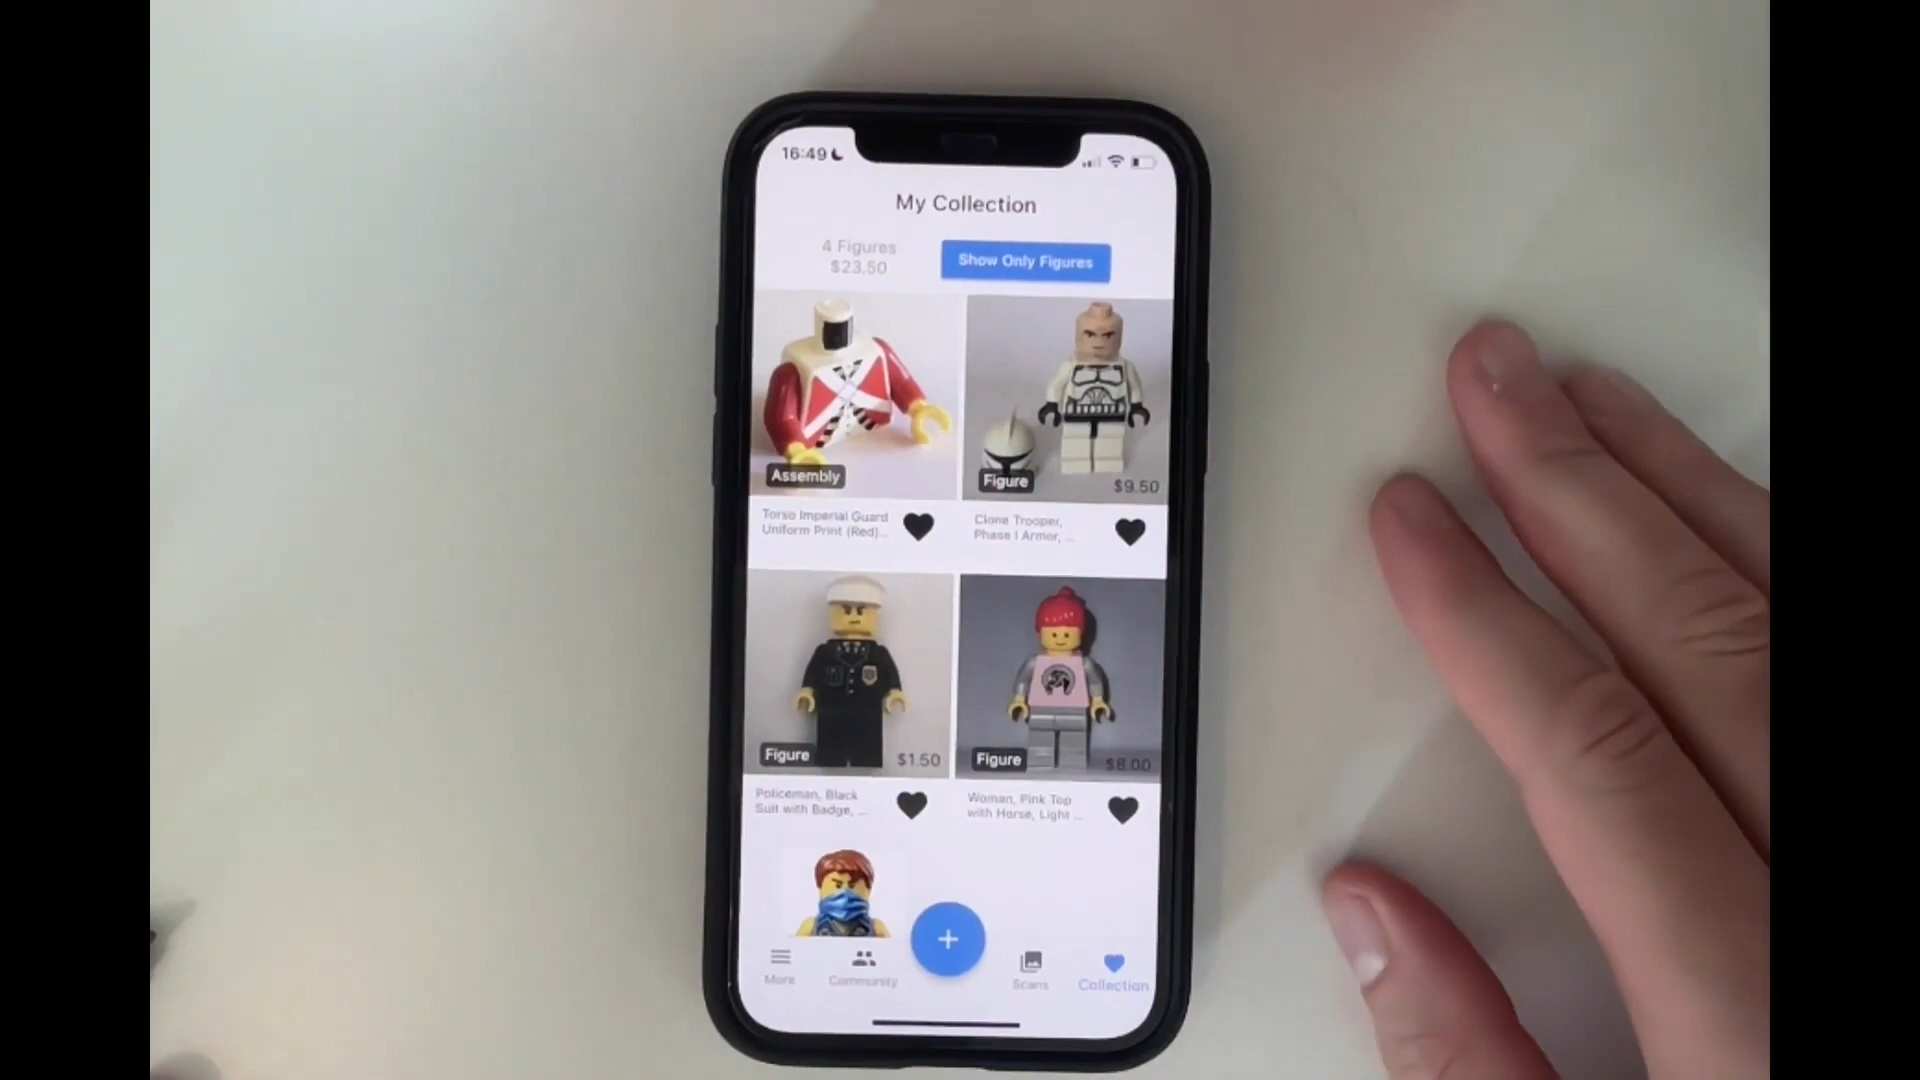 16:49
My Collection
4 Figures
$23.50
Show Only Figures
Assembly
Torso Imperial Guard
Uniform Print (Red)...
Figure
$9.50
Clone Trooper,
Phase I Armor, ...
Figure
$1.50
Policeman, Black
Suit with Badge, ...
Figure
$8.00
Woman, Pink Top
with Horse, Light ...
More
Community
+
Scans
Collection